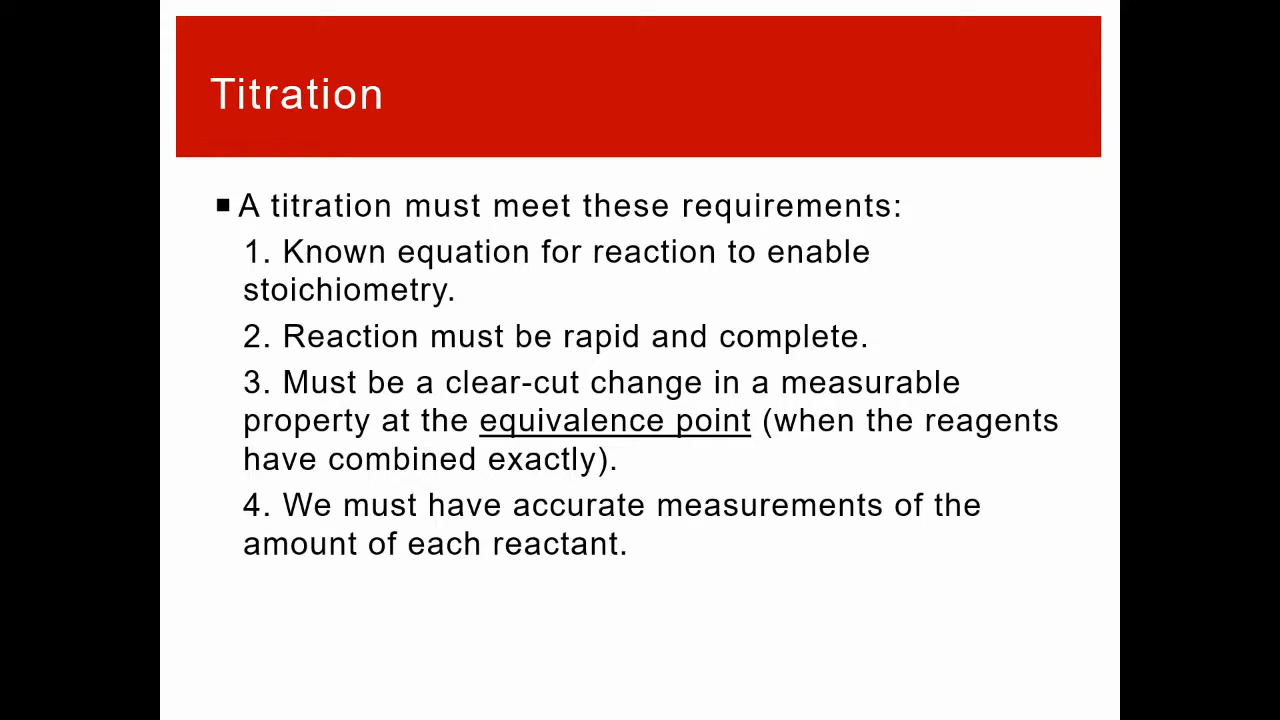 Titration
■ A titration must meet these requirements:
1. Known equation for reaction to enable
stoichiometry.
2. Reaction must be rapid and complete.
3. Must be a clear-cut change in a measurable
property at the equivalence point (when the reagents
have combined exactly).
4. We must have accurate measurements of the
amount of each reactant.